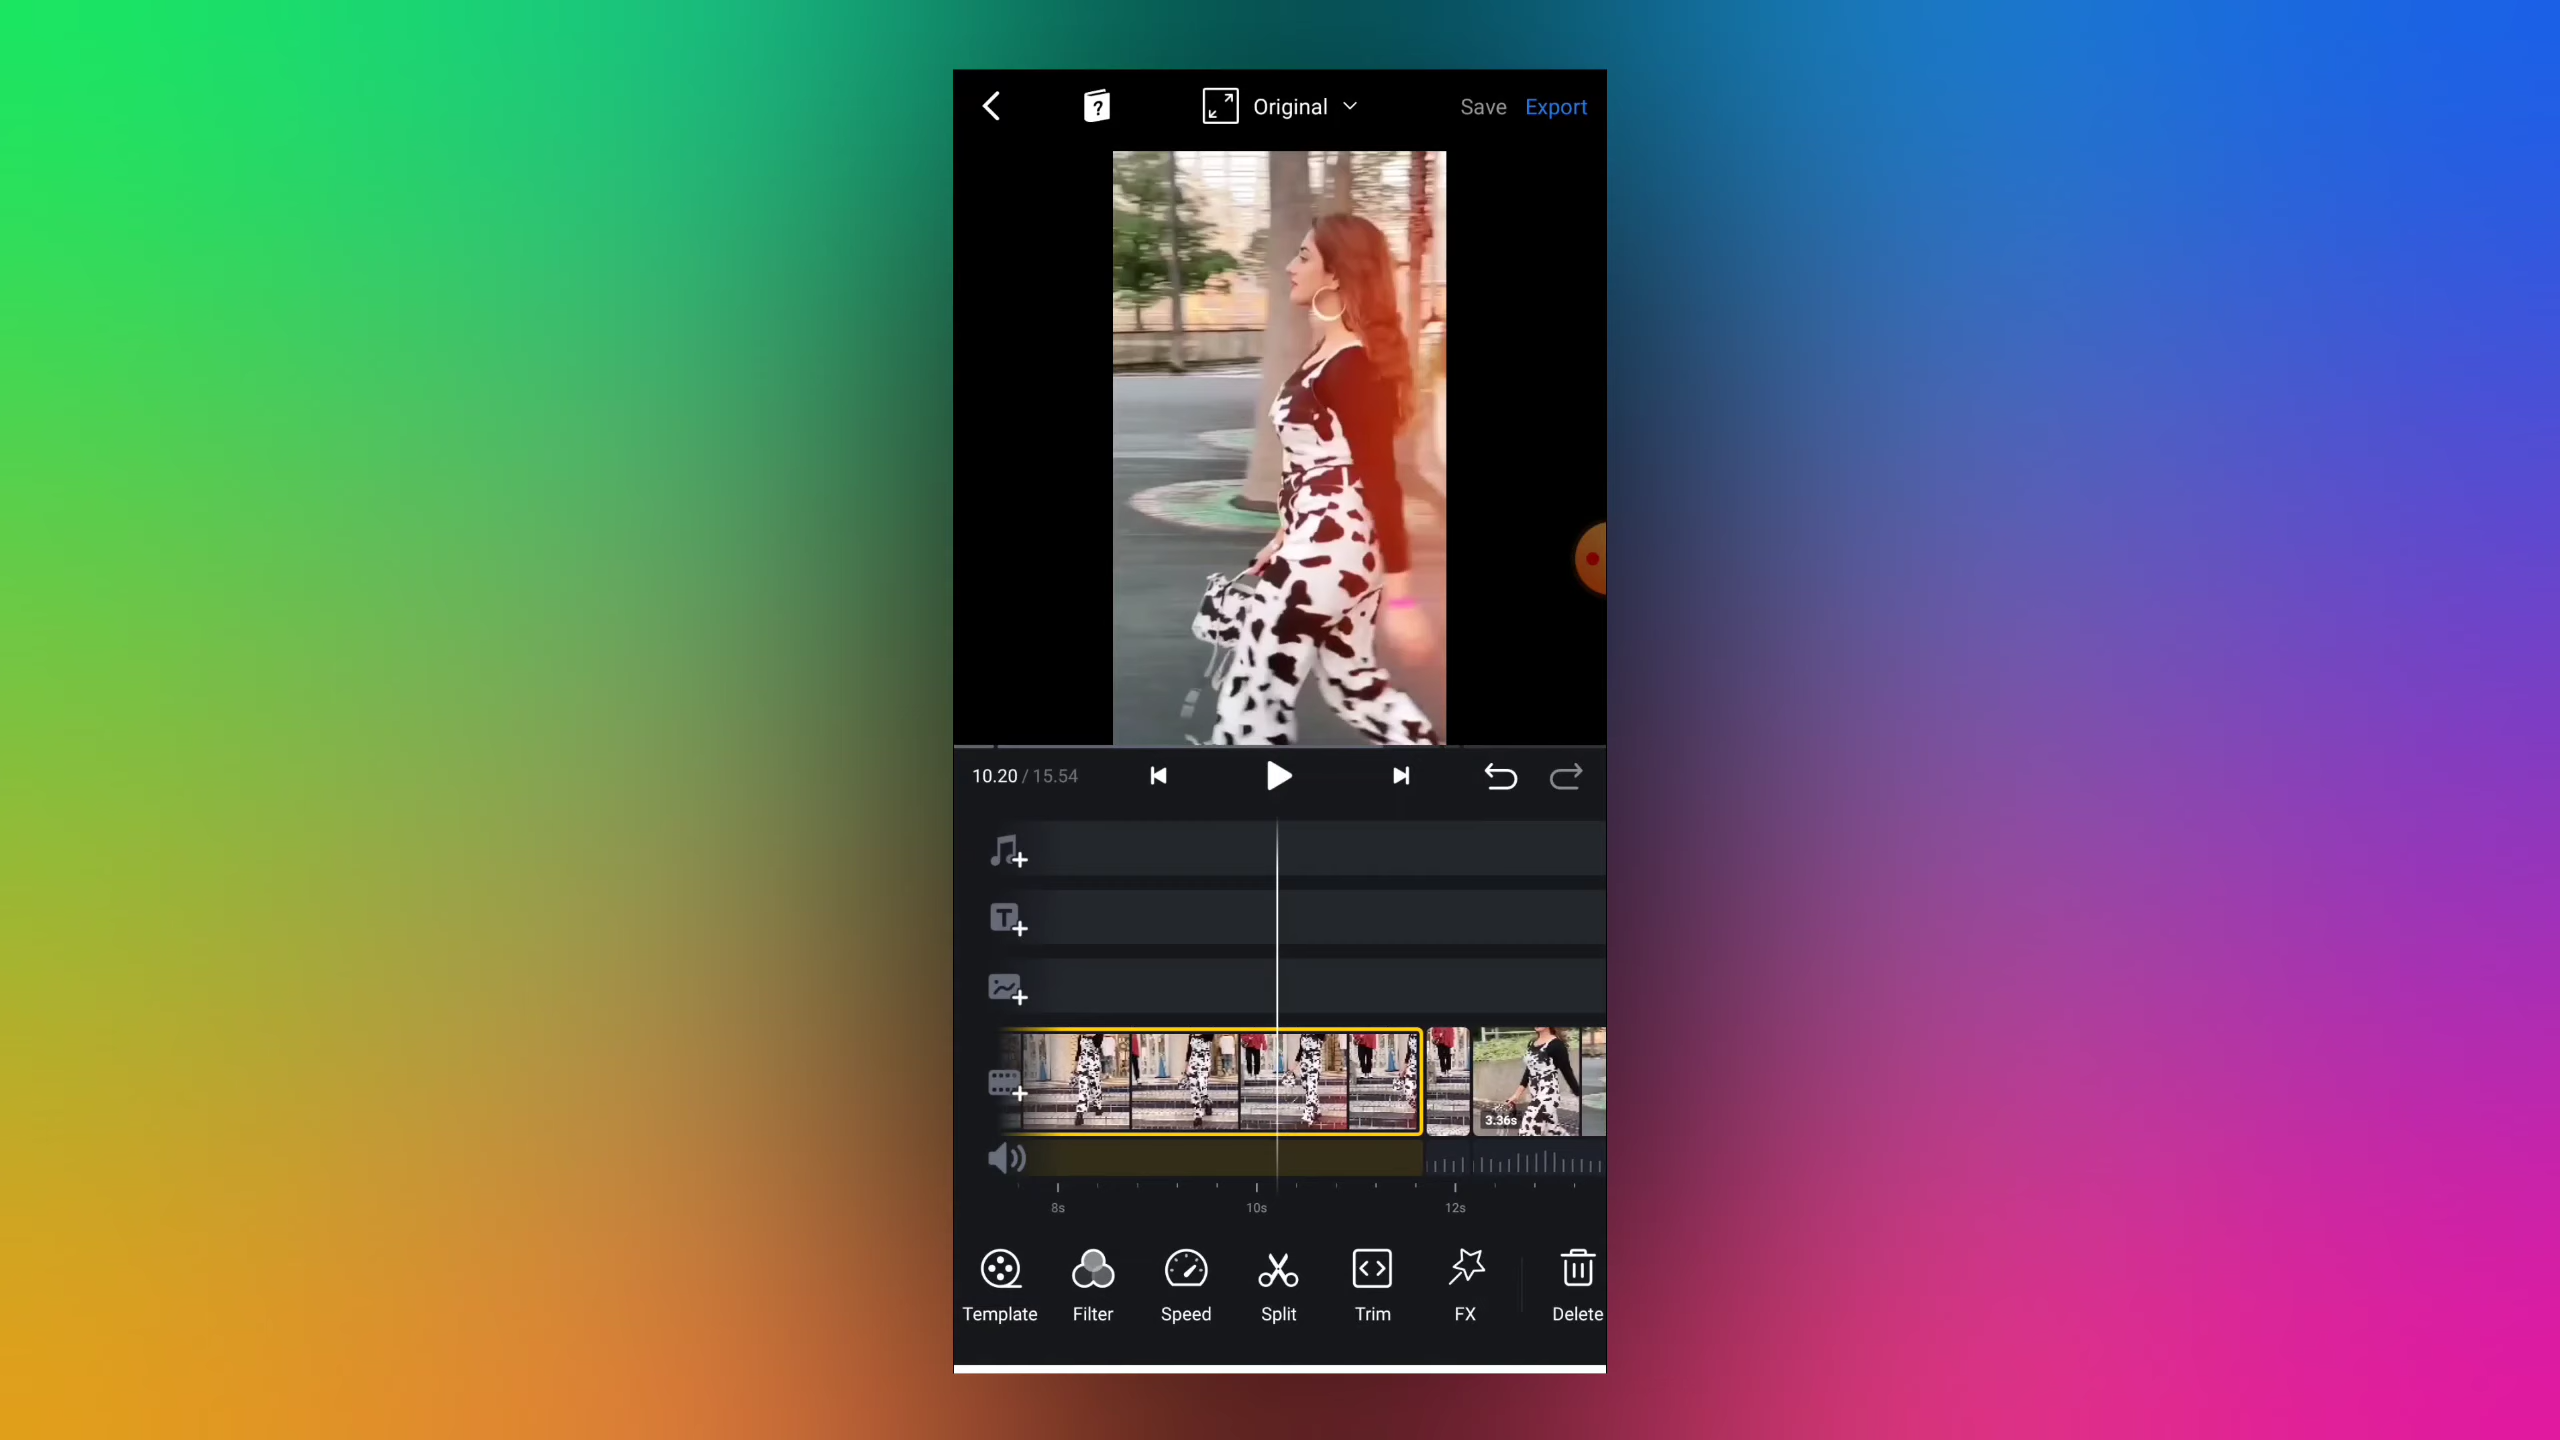 ?
Original
Save Export
10.20 / 15.54
T
3.36s
8s 10s 12s
Template Filter Speed Split Trim FX Delete